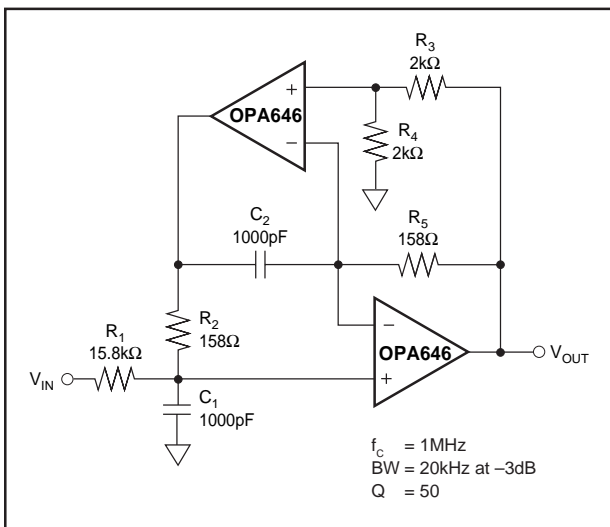 R3
2kΩ
+
OPA646
−
R4
2kΩ
C2
1000pF
R5
158Ω
R1
15.8kΩ
R2
158Ω
−
OPA646
+
VOUT
VIN
C1
1000pF
fc = 1MHz
BW = 20kHz at –3dB
Q = 50